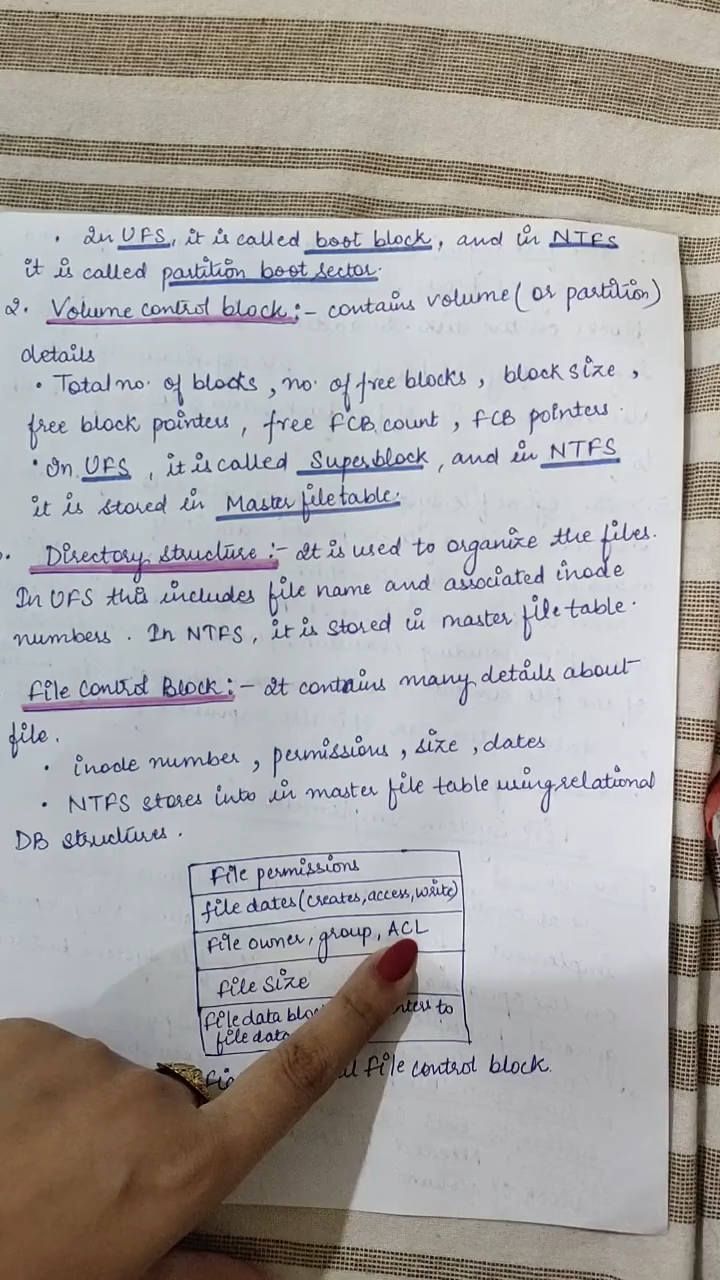 · In UFS, it is called boot block, and in NTFS
it is called partition boot sector.
2. Volume control block :- contains volume (or partition)
details
· Total no. of blocks, no. of free blocks, block size,
free block pointers, free FCB count, FCB pointers.
· In UFS, it is called Superblock, and in NTFS
it is stored in Master file table.
Directory structure :- It is used to organize the files.
In UFS this includes file name and associated inode
numbers. In NTFS, it is stored in master file table.
File Control Block :- It contains many details about
file.
· inode number, permissions, size, dates
· NTFS stores into in master file table using relational
DB structures.
File permissions
file dates (creates, access, write)
File owner, group, ACL
File size
file data to
file data
file control block.